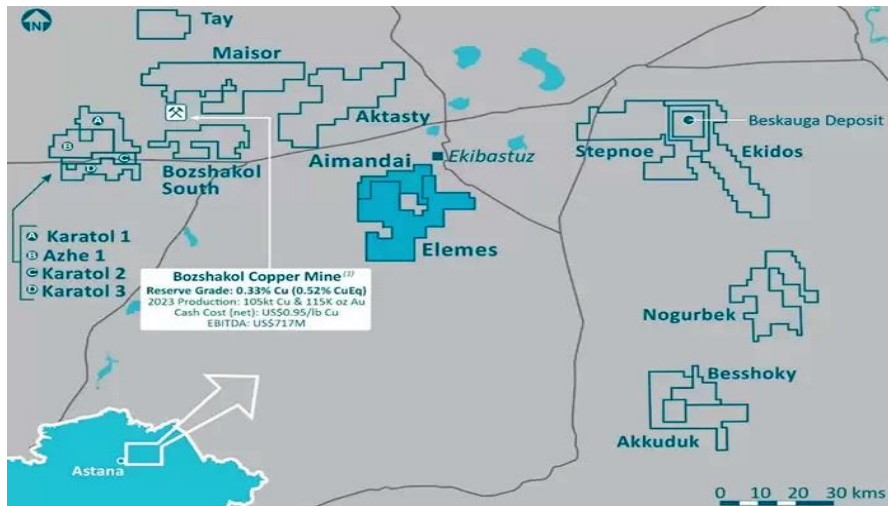 N
Tay
Maisor
Aktasty
Bozshakol
South
Aimandai
Ekibastuz
Elemes
Stepnoe
Ekidos
Beskauga Deposit
A
B
C
D
A Karatol 1
B Azhe 1
C Karatol 2
D Karatol 3
Bozshakol Copper Mine(1)
Reserve Grade: 0.33% Cu (0.52% CuEq)
2023 Production: 105kt Cu & 115K oz Au
Cash Cost (net): US$0.95/lb Cu
EBITDA: US$717M
Nogurbek
Besshoky
Akkuduk
Astana
0 10 20 30 kms